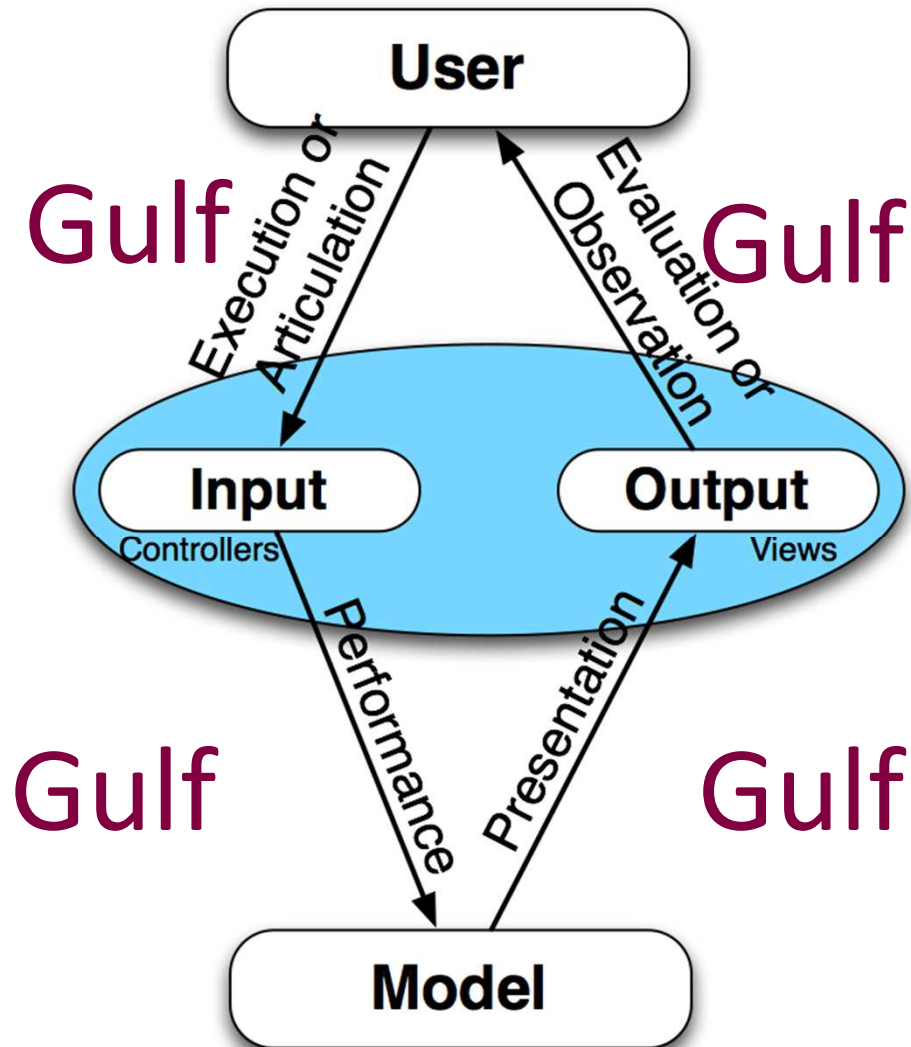 User
Gulf
Execution or
Articulation
Evaluation or
Observation
Gulf
Input
Output
Controllers
Views
Gulf
Performance
Presentation
Gulf
Model